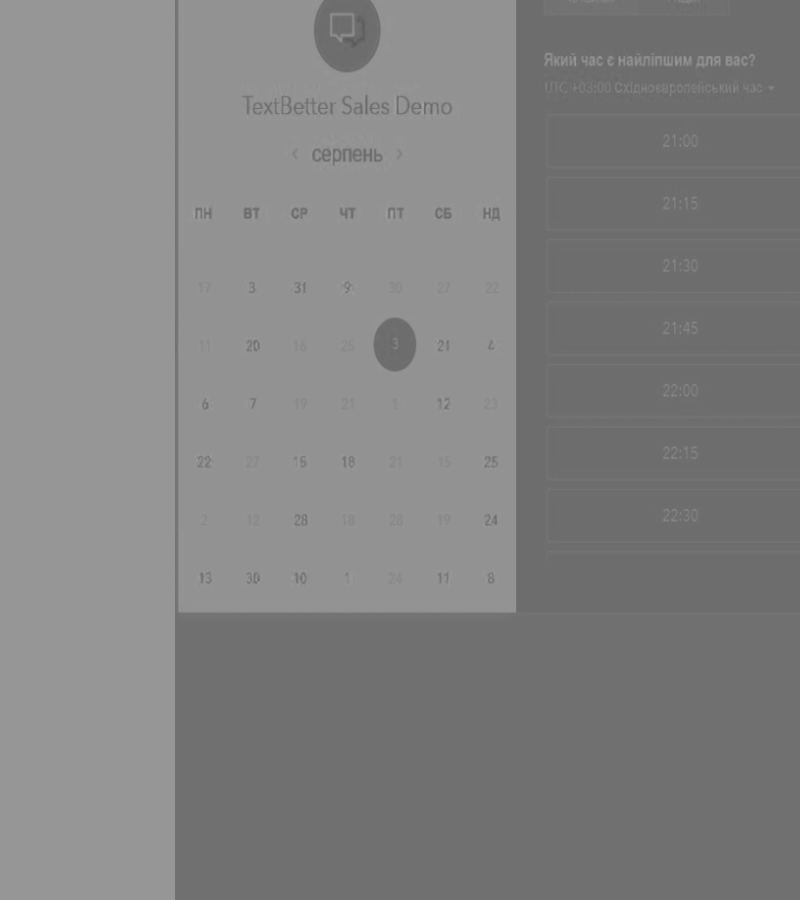 TextBetter Sales Demo
‹ серпень ›
ПН ВТ СР ЧТ ПТ СБ НД
17 3 31 9 30 27 22
11 20 16 25 3 21 4
6 7 19 21 1 12 23
22 27 15 18 21 15 25
2 12 28 18 28 19 24
13 30 10 1 24 11 8
Який час є найліпшим для вас?
UTC +03:00 Східноєвропейський час
21:00
21:15
21:30
21:45
22:00
22:15
22:30